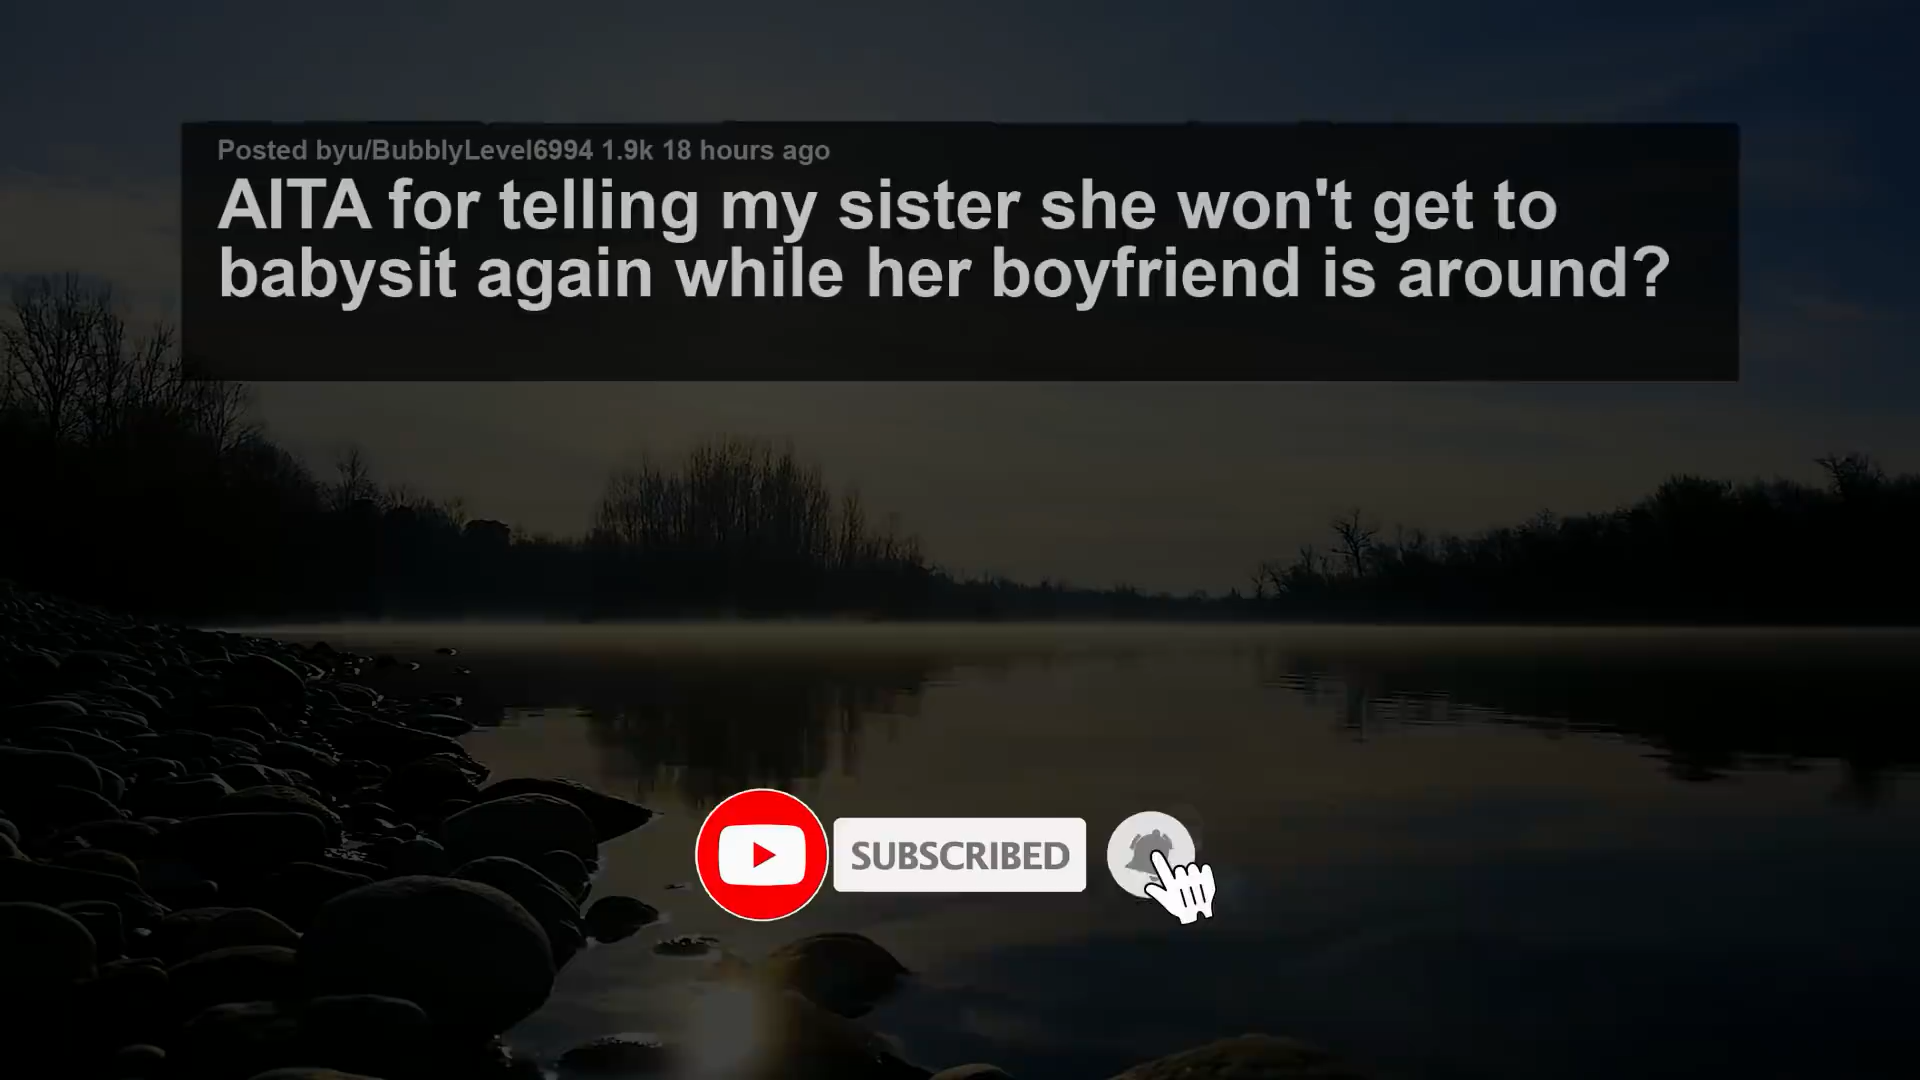 Posted byu/BubblyLevel6994 1.9k 18 hours ago
AITA for telling my sister she won't get to
babysit again while her boyfriend is around?
SUBSCRIBED